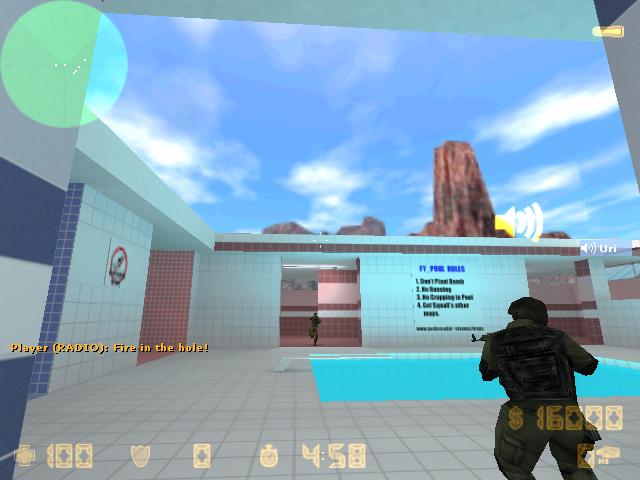 Uri
FY_POOL RULES
1. Don't Plant Bomb
2. No Running
3. No Crapping in Pool
4. Get Squall's other
maps.
Player (RADIO): Fire in the hole!
$ 16000
100
0
4:58